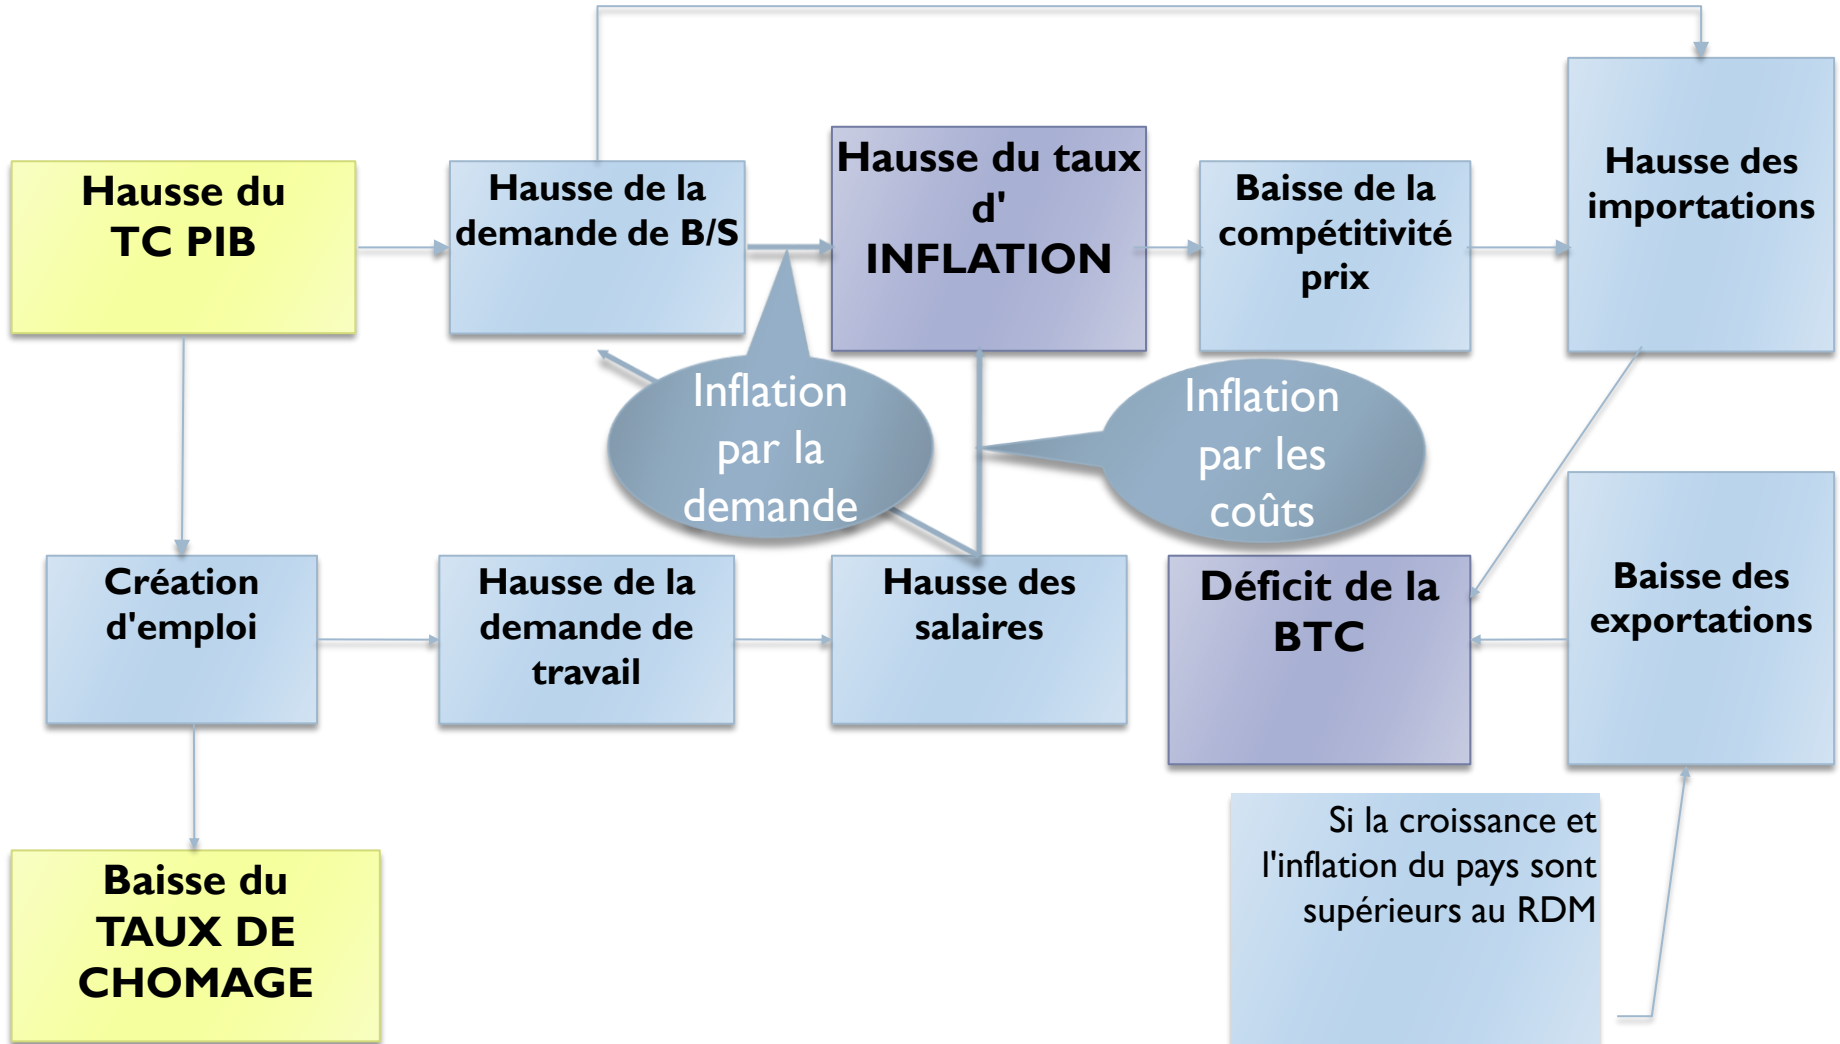 Hausse du
TC PIB
Hausse de la
demande de B/S
Hausse du taux
d'
INFLATION
Baisse de la
compétitivité
prix
Hausse des
importations
Inflation
par la
demande
Inflation
par les
coûts
Création
d'emploi
Hausse de la
demande de
travail
Hausse des
salaires
Déficit de la
BTC
Baisse des
exportations
Baisse du
TAUX DE
CHOMAGE
Si la croissance et
l'inflation du pays sont
supérieurs au RDM